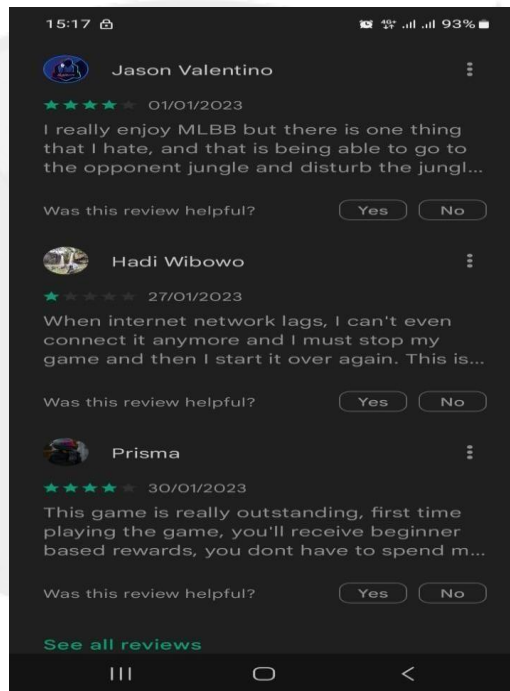 15:17 93%
Jason Valentino
01/01/2023
I really enjoy MLBB but there is one thing
that I hate, and that is being able to go to
the opponent jungle and disturb the jungl...
Was this review helpful? Yes No
Hadi Wibowo
27/01/2023
When internet network lags, I can't even
connect it anymore and I must stop my
game and then I start it over again. This is...
Was this review helpful? Yes No
Prisma
30/01/2023
This game is really outstanding, first time
playing the game, you'll receive beginner
based rewards, you dont have to spend m...
Was this review helpful? Yes No
See all reviews